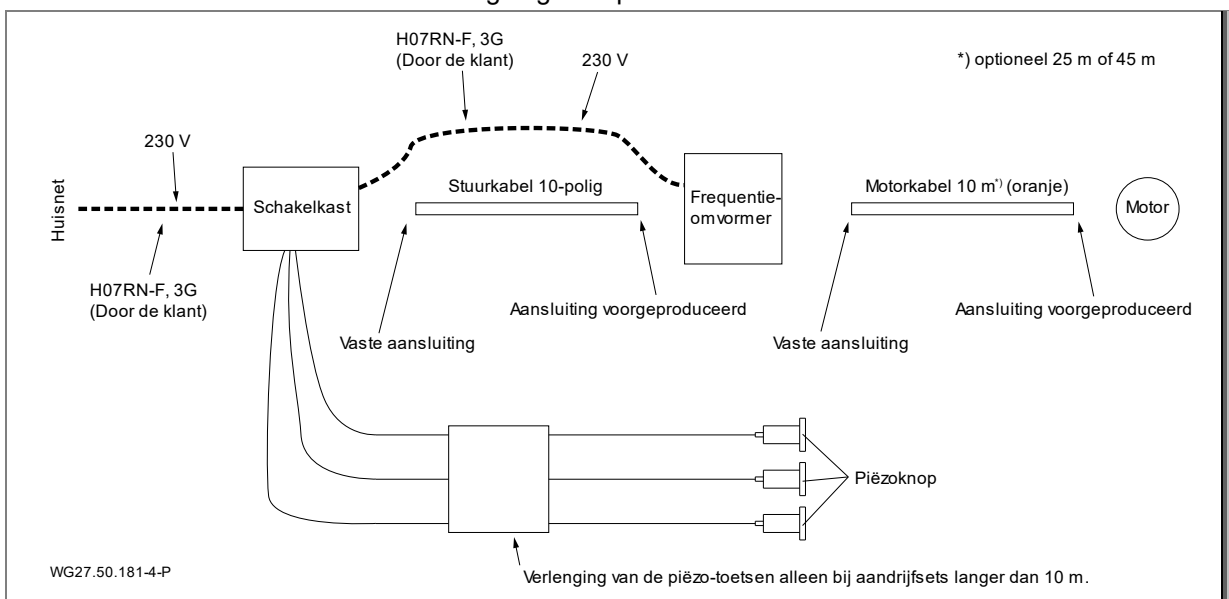 H07RN-F, 3G
(Door de klant)
230 V
*) optioneel 25 m of 45 m
230 V
Huisnet
Schakelkast
Stuurkabel 10-polig
Frequentie-
omvormer
Motorkabel 10 m*) (oranje)
Motor
H07RN-F, 3G
(Door de klant)
Aansluiting voorgeproduceerd
Aansluiting voorgeproduceerd
Vaste aansluiting
Vaste aansluiting
Piëzoknop
WG27.50.181-4-P
Verlenging van de piëzo-toetsen alleen bij aandrijfsets langer dan 10 m.